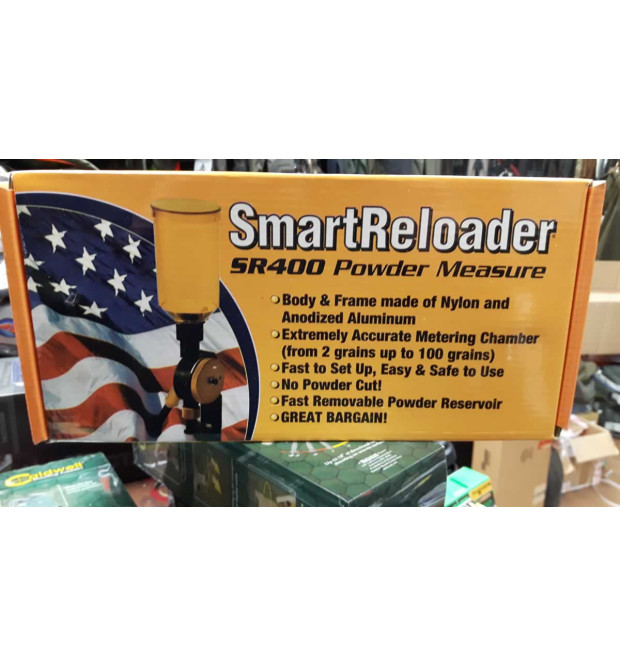 SmartReloader
SR400 Powder Measure
Body & Frame made of Nylon and
Anodized Aluminum
Extremely Accurate Metering Chamber
(from 2 grains up to 100 grains)
Fast to Set Up, Easy & Safe to Use
No Powder Cut!
Fast Removable Powder Reservoir
GREAT BARGAIN!